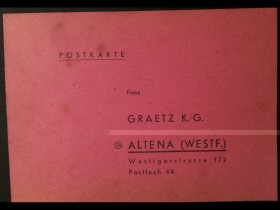 POSTKARTE
Firma
GRAETZ K. G.
ALTENA (WESTF.)
Westigerstrasse 172
Postfach 48